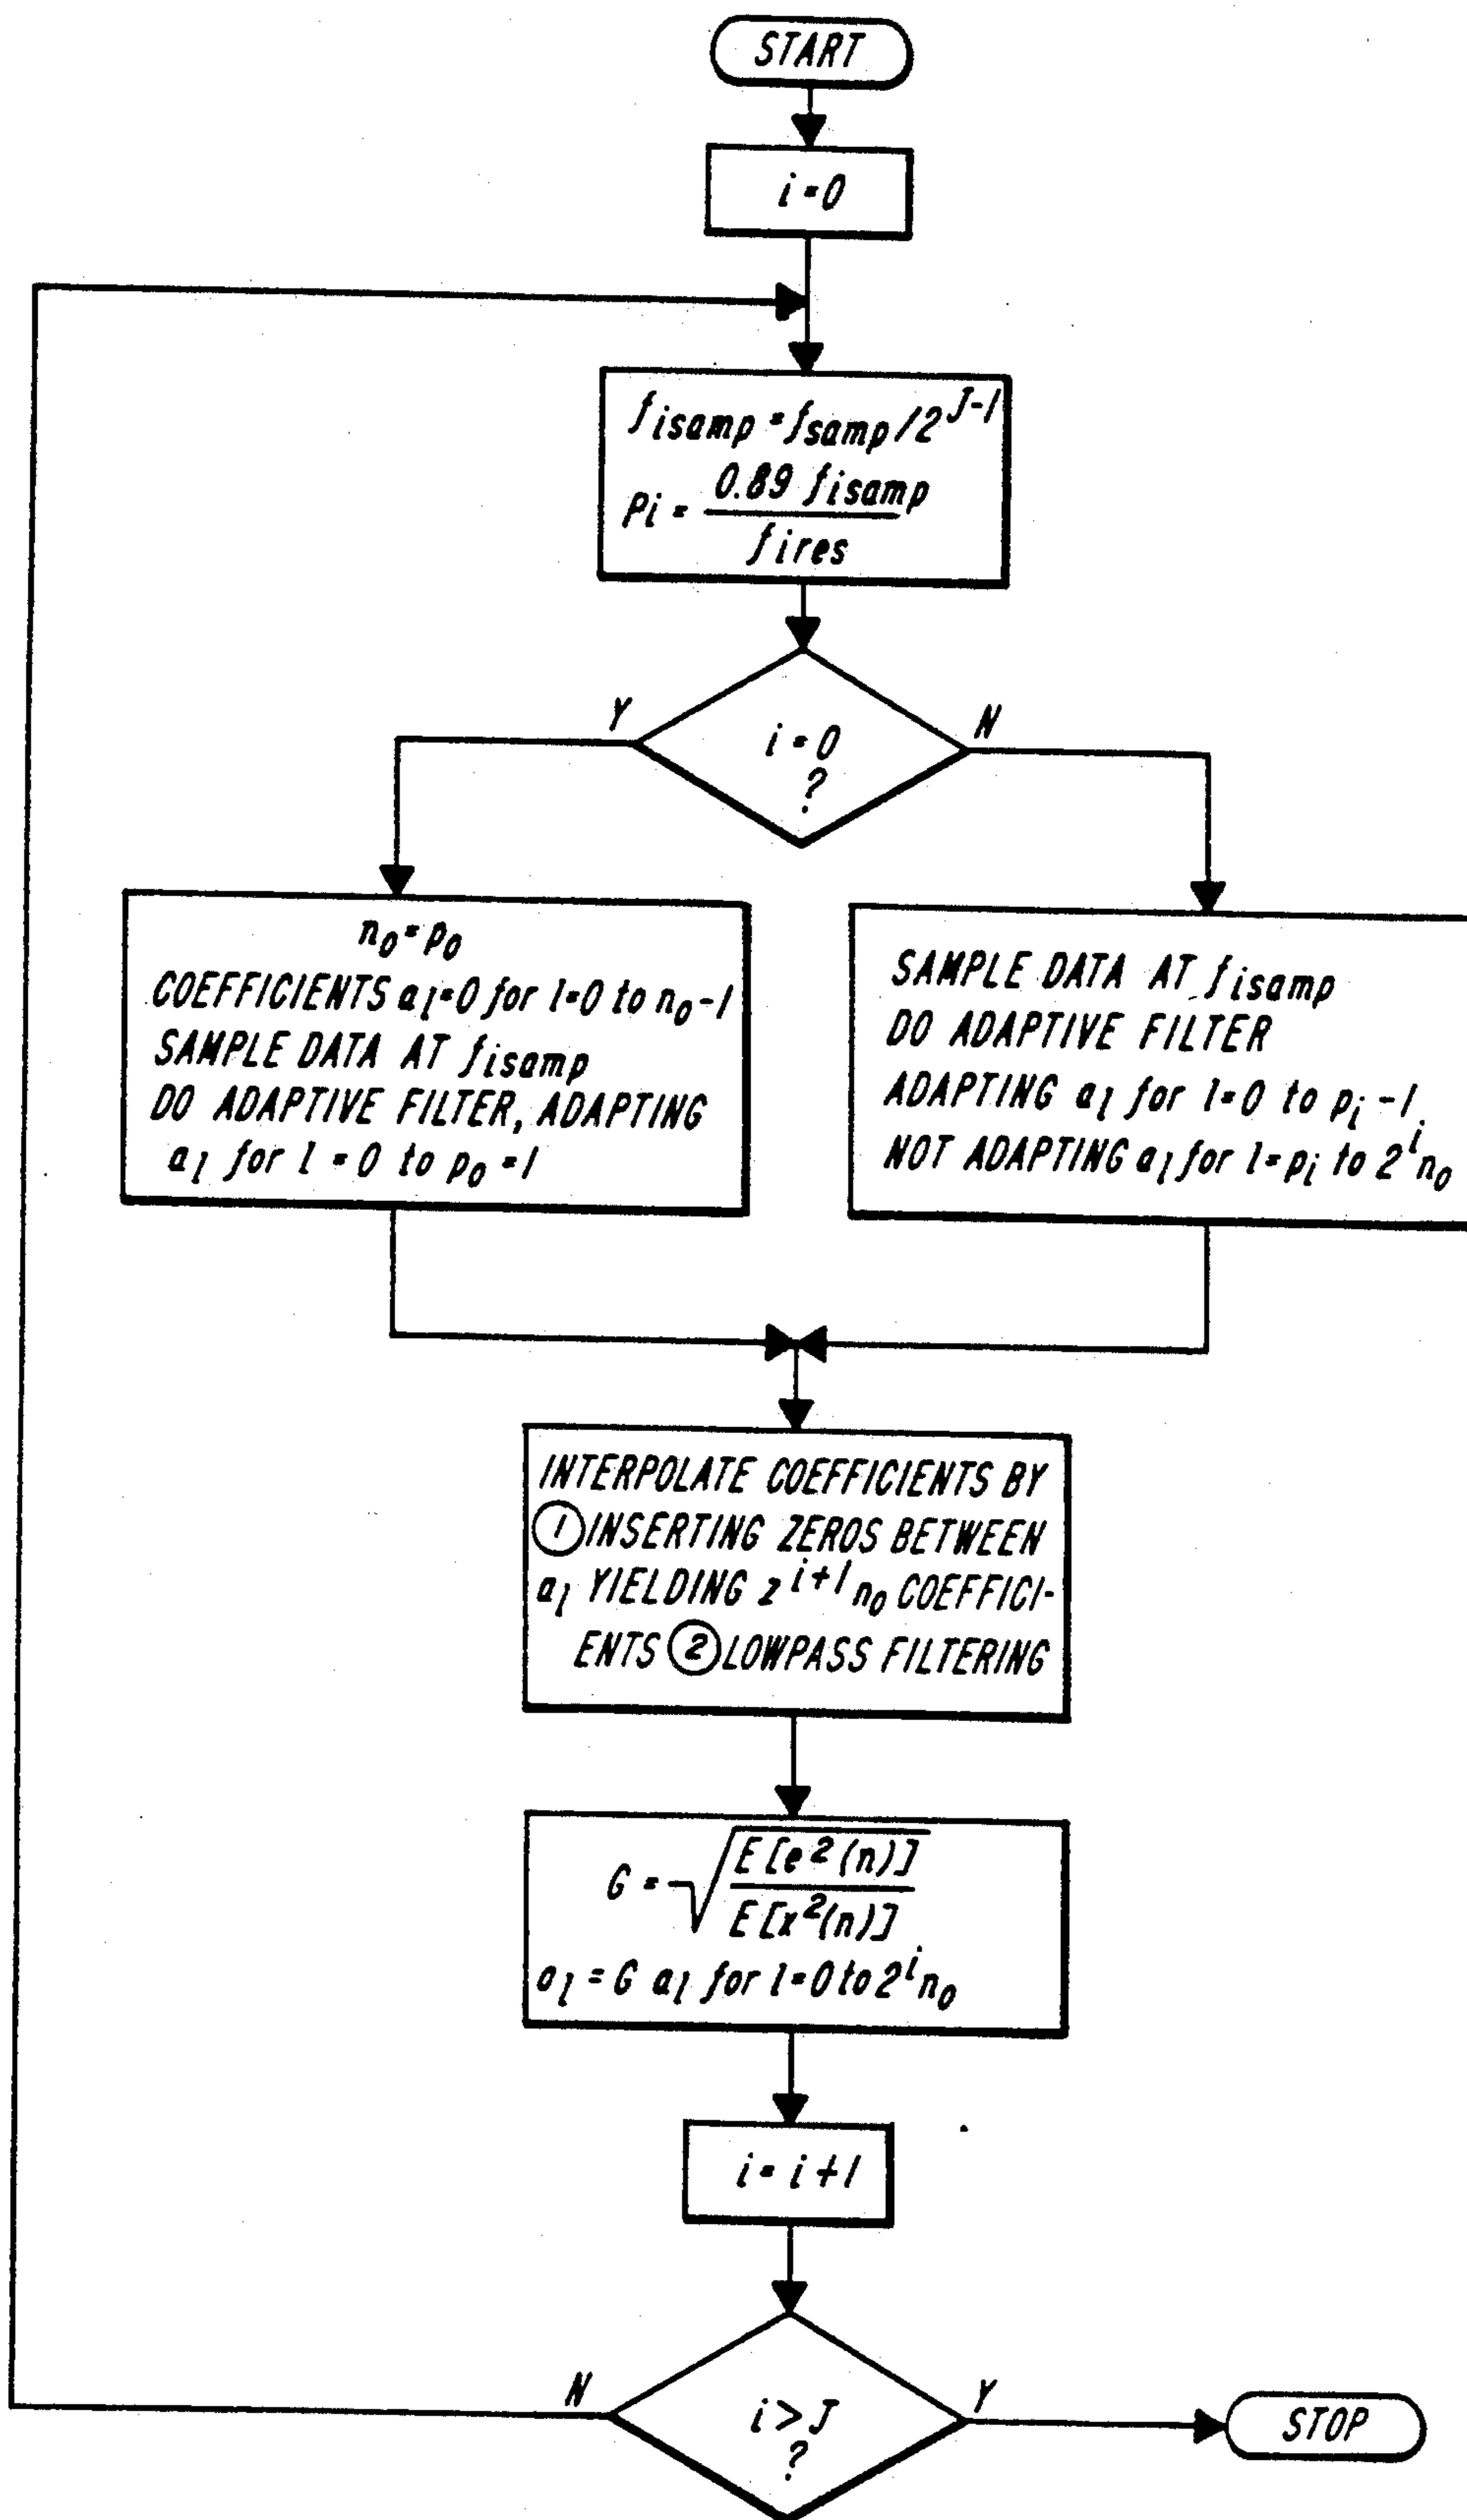 START
i=0
fisamp = fsamp/2^J-1
Pi = 0.89 fisamp
fires
i=0
?
Y
N
n0=p0
COEFFICIENTS al=0 for l=0 to n0-1
SAMPLE DATA AT fisamp
DO ADAPTIVE FILTER, ADAPTING
al for l = 0 to p0 =1
SAMPLE DATA AT fisamp
DO ADAPTIVE FILTER
ADAPTING al for l=0 to pi -1.
NOT ADAPTING al for l=pi to 2^i n0
INTERPOLATE COEFFICIENTS BY
① INSERTING ZEROS BETWEEN
al YIELDING z^i+1 n0 COEFFICI-
ENTS ② LOWPASS FILTERING
G = √ E[e^2(n)]
E[x^2(n)]
al = G al for l=0 to 2^i n0
i = i+1
i>J
?
N
Y
STOP